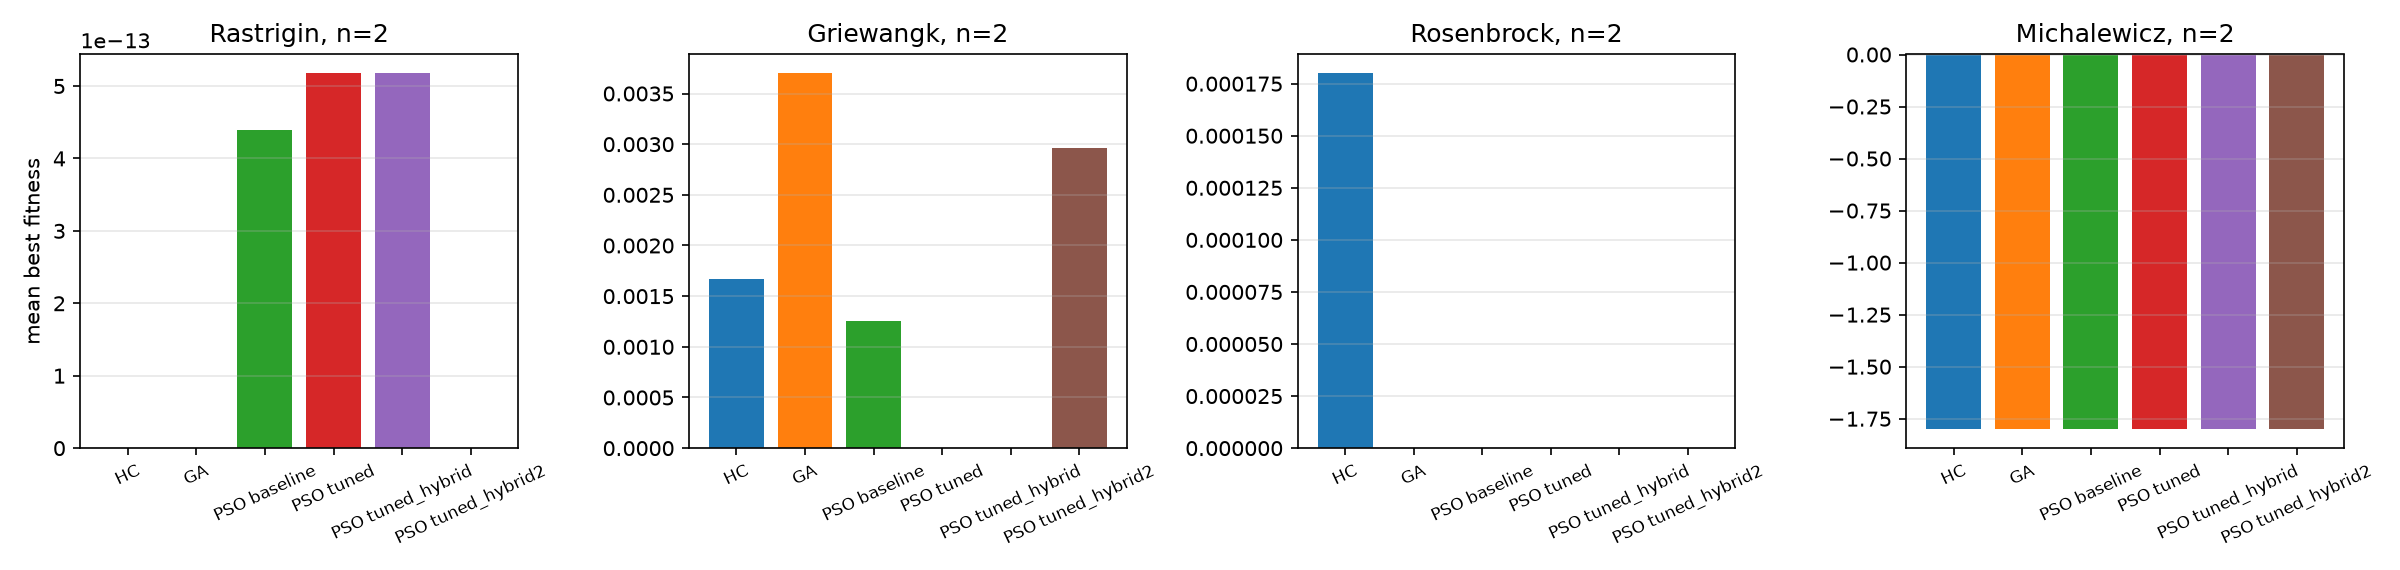 Rastrigin, n=2
1e−13
mean best fitness
5
4
3
2
1
0
HC
GA
PSO baseline
PSO tuned
PSO tuned_hybrid
PSO tuned_hybrid2
Griewangk, n=2
0.0035
0.0030
0.0025
0.0020
0.0015
0.0010
0.0005
0.0000
HC
GA
PSO baseline
PSO tuned
PSO tuned_hybrid
PSO tuned_hybrid2
Rosenbrock, n=2
0.000175
0.000150
0.000125
0.000100
0.000075
0.000050
0.000025
0.000000
HC
GA
PSO baseline
PSO tuned
PSO tuned_hybrid
PSO tuned_hybrid2
Michalewicz, n=2
0.00
−0.25
−0.50
−0.75
−1.00
−1.25
−1.50
−1.75
HC
GA
PSO baseline
PSO tuned
PSO tuned_hybrid
PSO tuned_hybrid2